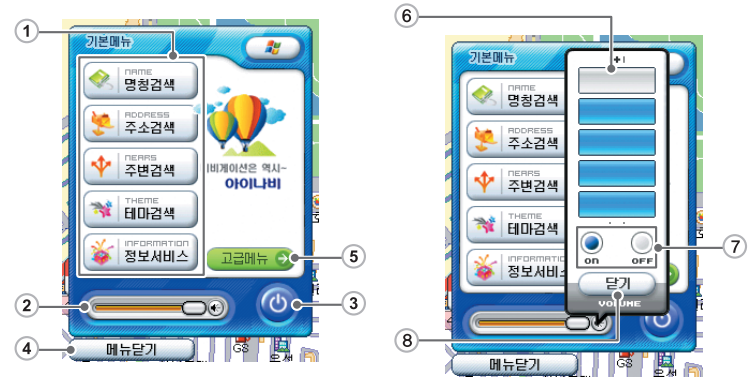 1
기본메뉴
NAME
명칭검색
ADDRESS
주소검색
NEARS
주변검색
THEME
테마검색
INFORMATION
정보서비스
비게이션은 역시~
아이나비
고급메뉴
5
2
3
4
메뉴닫기
GS
6
기본메뉴
+
NAME
명칭검색
ADDRESS
주소검색
NEARS
주변검색
THEME
테마검색
INFORMATIO
정보서비스
on
OFF
7
닫기
VOLUME
8
메뉴닫기
GS